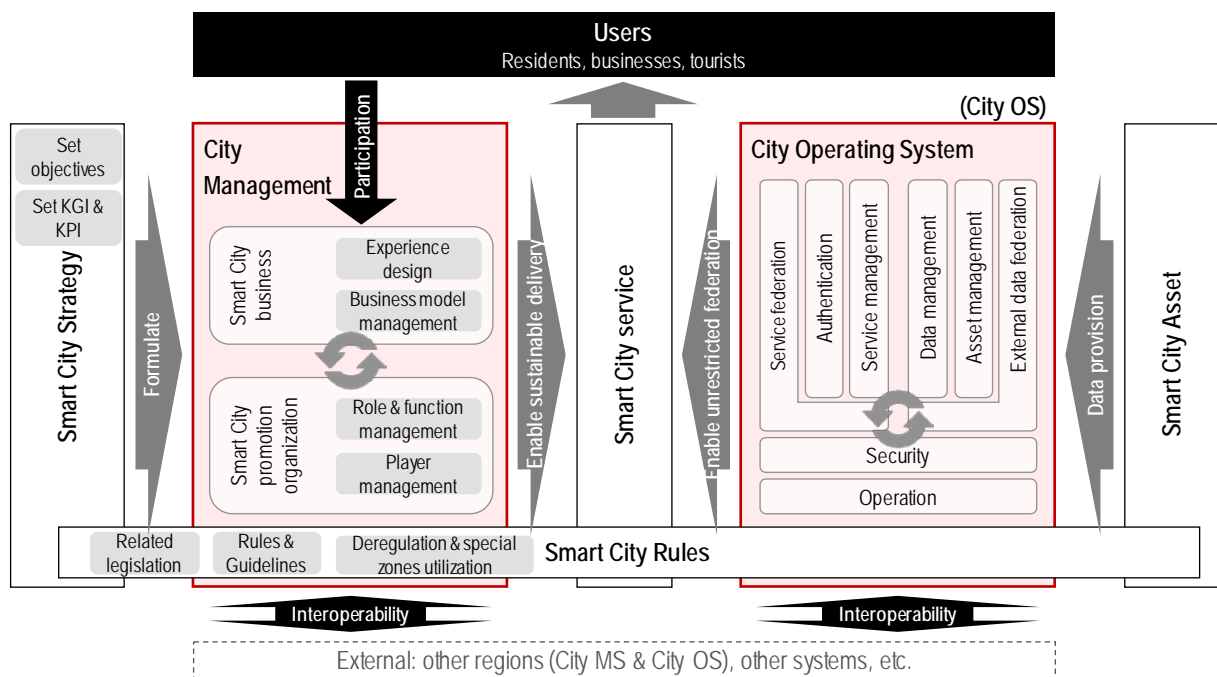 Users
Residents, businesses, tourists
Participation
(City OS)
Set
objectives
Set KGI &
KPI
Smart City Strategy
Formulate
City
Management
Smart City
business
Experience
design
Business model
management
Smart City
promotion
organization
Role & function
management
Player
management
Enable sustainable delivery
Smart City service
Enable unrestricted federation
City Operating System
Service federation
Authentication
Service management
Data management
Asset management
External data federation
Security
Operation
Data provision
Smart City Asset
Related
legislation
Rules &
Guidelines
Deregulation & special
zones utilization
Smart City Rules
Interoperability
Interoperability
External: other regions (City MS & City OS), other systems, etc.